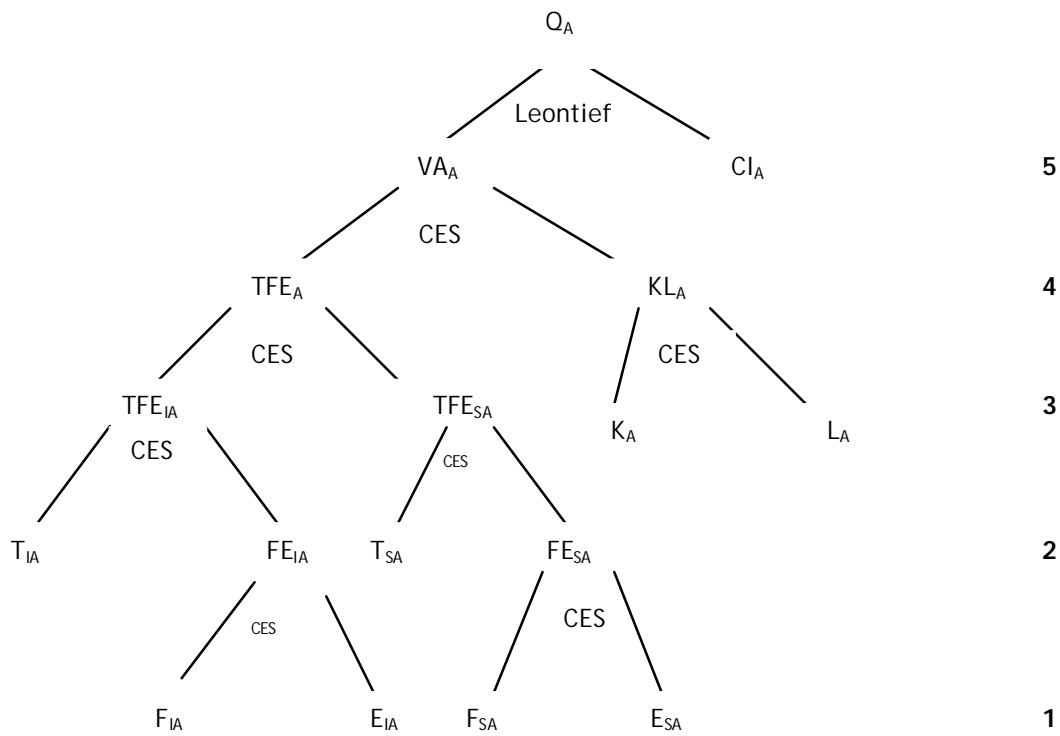 Q_A
Leontief
VA_A CI_A 5
CES
TFE_A KL_A 4
CES CES
TFE_IA TFE_SA 3
K_A L_A
CES CES
T_IA FE_IA T_SA FE_SA 2
CES CES
F_IA E_IA F_SA E_SA 1